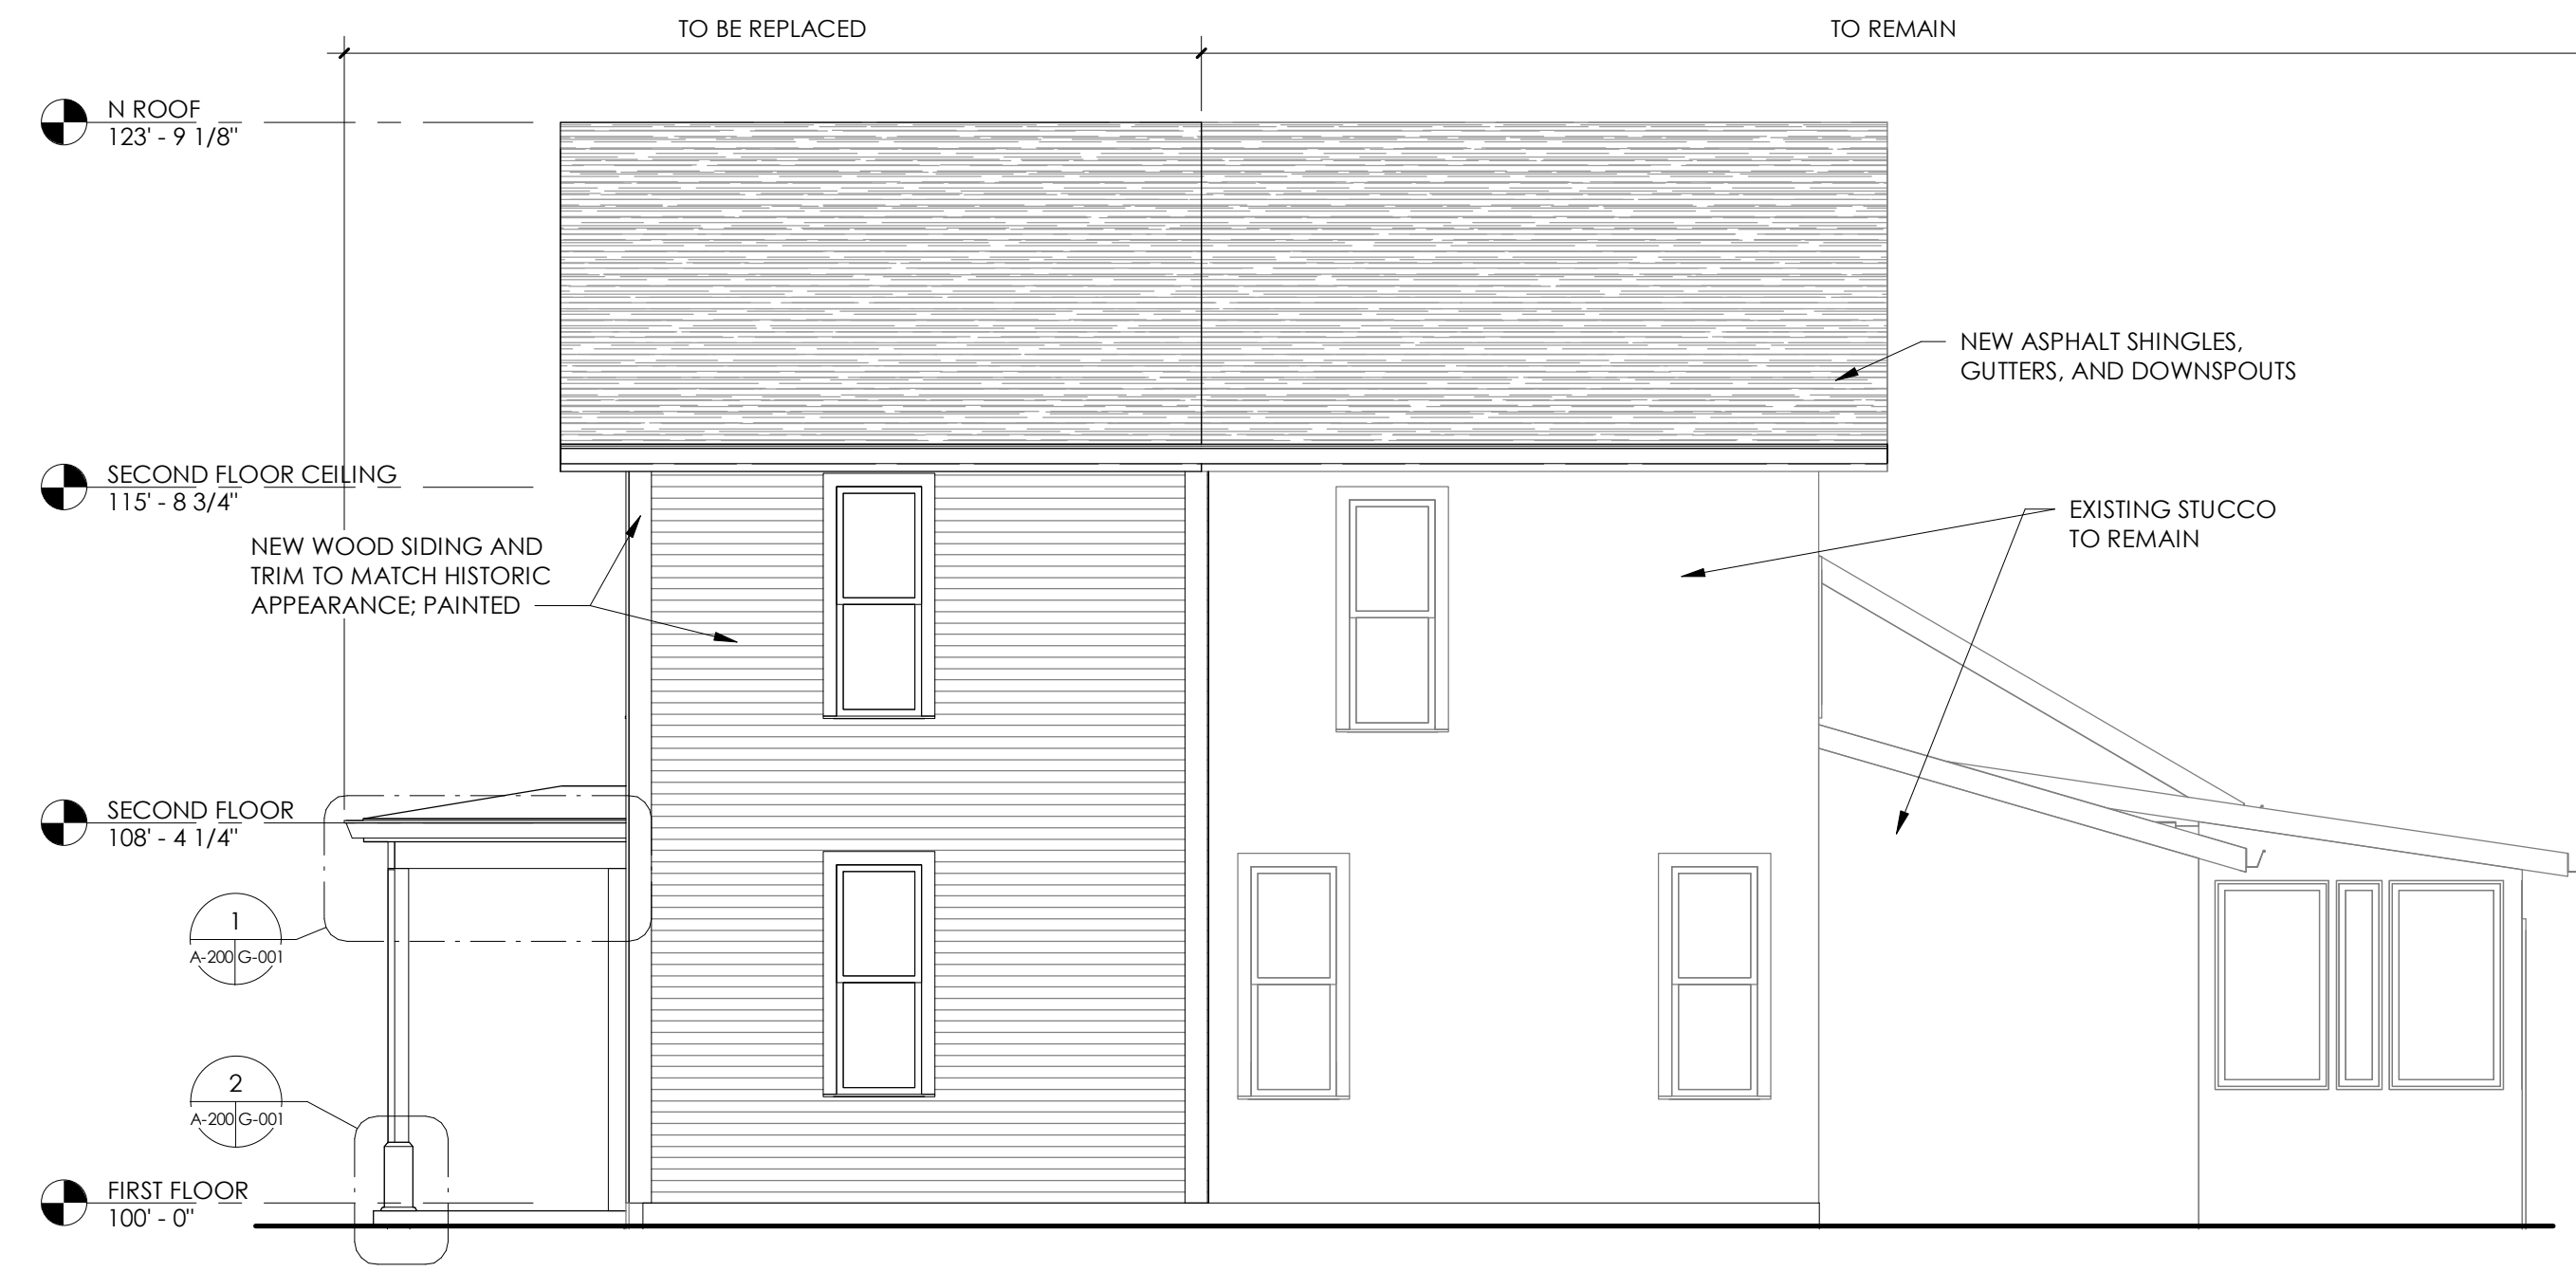 TO BE REPLACED
TO REMAIN
N ROOF
123' - 9 1/8"
NEW ASPHALT SHINGLES,
GUTTERS, AND DOWNSPOUTS
SECOND FLOOR CEILING
115' - 8 3/4"
EXISTING STUCCO
TO REMAIN
NEW WOOD SIDING AND
TRIM TO MATCH HISTORIC
APPEARANCE; PAINTED
SECOND FLOOR
108' - 4 1/4"
1
A-200 G-001
2
A-200 G-001
FIRST FLOOR
100' - 0"